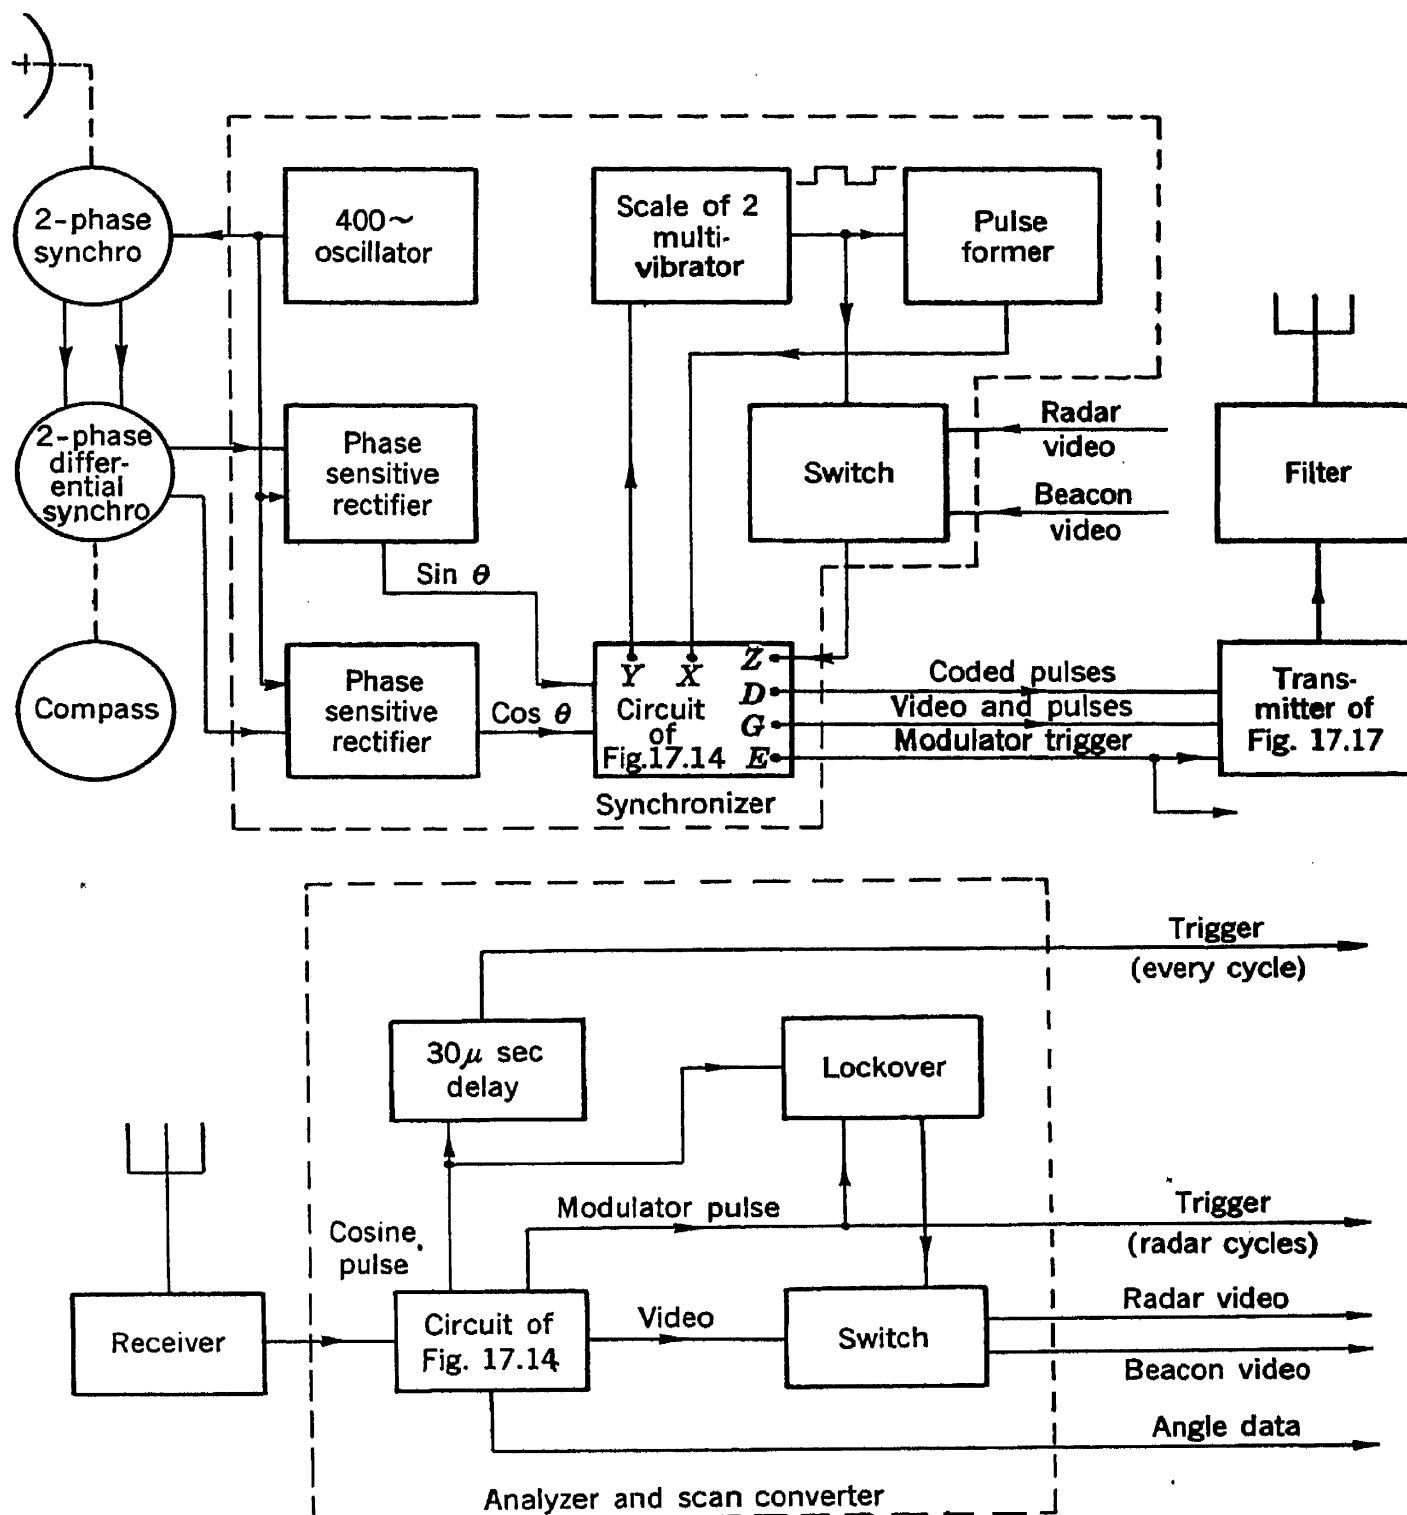 2-phase
synchro
400~
oscillator
Scale of 2
multi-
vibrator
Pulse
former
2-phase
differ-
ential
synchro
Phase
sensitive
rectifier
Switch
Radar
video
Beacon
video
Filter
Sin θ
Compass
Phase
sensitive
rectifier
Cos θ
Y X Z
D
G
E
Circuit
of
Fig.17.14
Coded pulses
Video and pulses
Modulator trigger
Trans-
mitter of
Fig. 17.17
Synchronizer
Trigger
(every cycle)
30μ sec
delay
Lockover
Modulator pulse
Trigger
(radar cycles)
Cosine
pulse
Receiver
Circuit of
Fig. 17.14
Video
Switch
Radar video
Beacon video
Angle data
Analyzer and scan converter